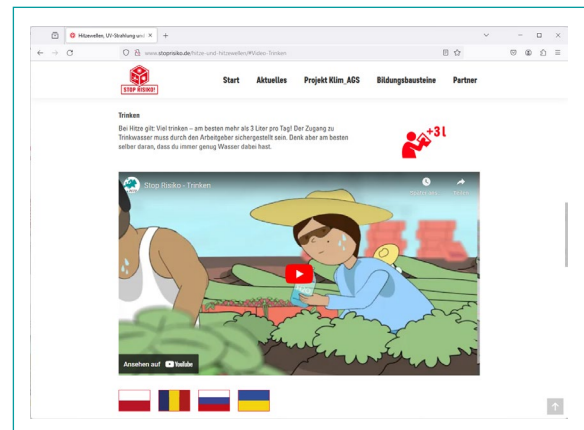 Hitzewellen, UV-Strahlung und
www.stoprisiko.de/hitze-und-hitzewellen/#Video-Trinken
STOP RISIKO!
Start Aktuelles Projekt Klim_AGS Bildungsbausteine Partner
Trinken
Bei Hitze gilt: Viel trinken – am besten mehr als 3 Liter pro Tag! Der Zugang zu
Trinkwasser muss durch den Arbeitgeber sichergestellt sein. Denk aber am besten
selber daran, dass du immer genug Wasser dabei hast.
+3l
Stop Risiko - Trinken
Ansehen auf YouTube